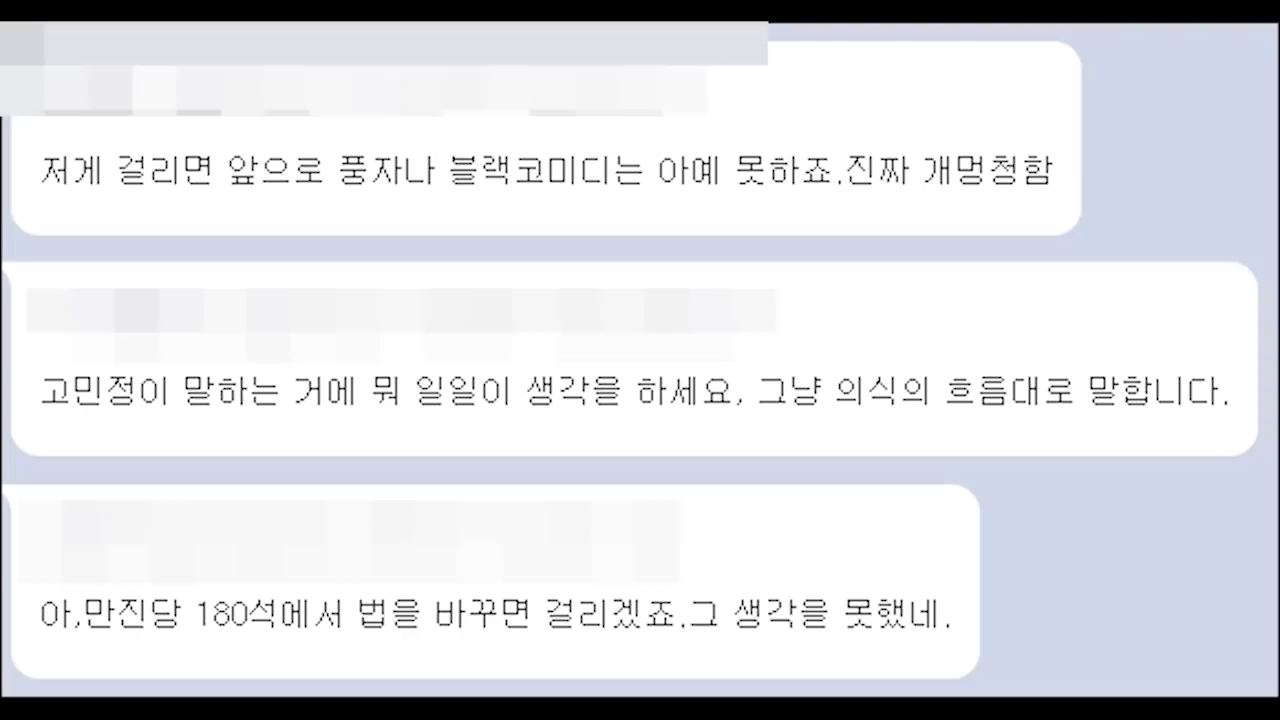 저게 걸리면 앞으로 풍자나 블랙코미디는 아예 못하죠.진짜 개멍청함
고민정이 말하는 거에 뭐 일일이 생각을 하세요, 그냥 의식의 흐름대로 말합니다.
아,만진당 180석에서 법을 바꾸면 걸리겠죠.그 생각을 못했네.